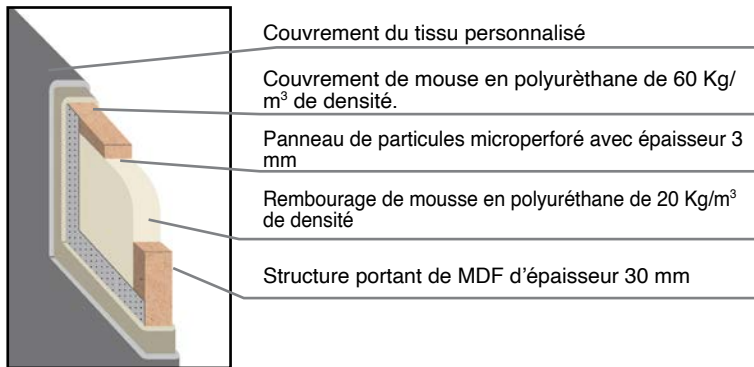 Couvrement du tissu personnalisé
Couvrement de mouse en polyurèthane de 60 Kg/
m³ de densité.
Panneau de particules microperforé avec épaisseur 3
mm
Rembourage de mousse en polyuréthane de 20 Kg/m³
de densité
Structure portant de MDF d'épaisseur 30 mm